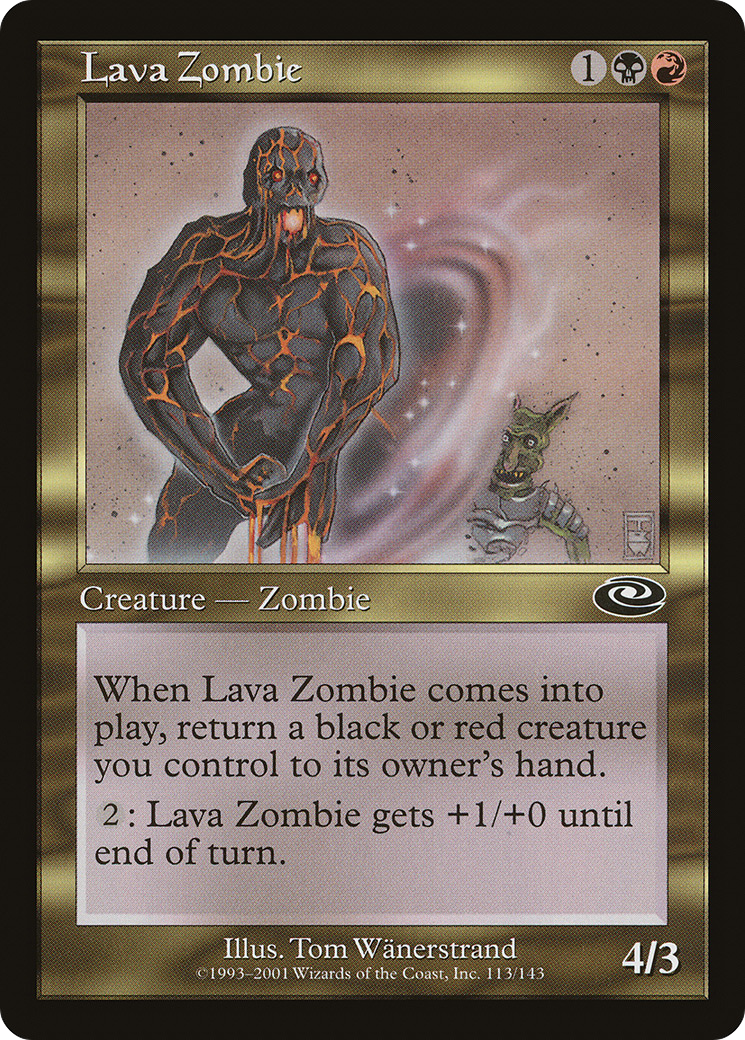 Lava Zombie 1
Creature — Zombie
When Lava Zombie comes into
play, return a black or red creature
you control to its owner's hand.
2: Lava Zombie gets +1/+0 until
end of turn.
Illus. Tom Wänerstrand
4/3
©1993–2001 Wizards of the Coast, Inc. 113/143